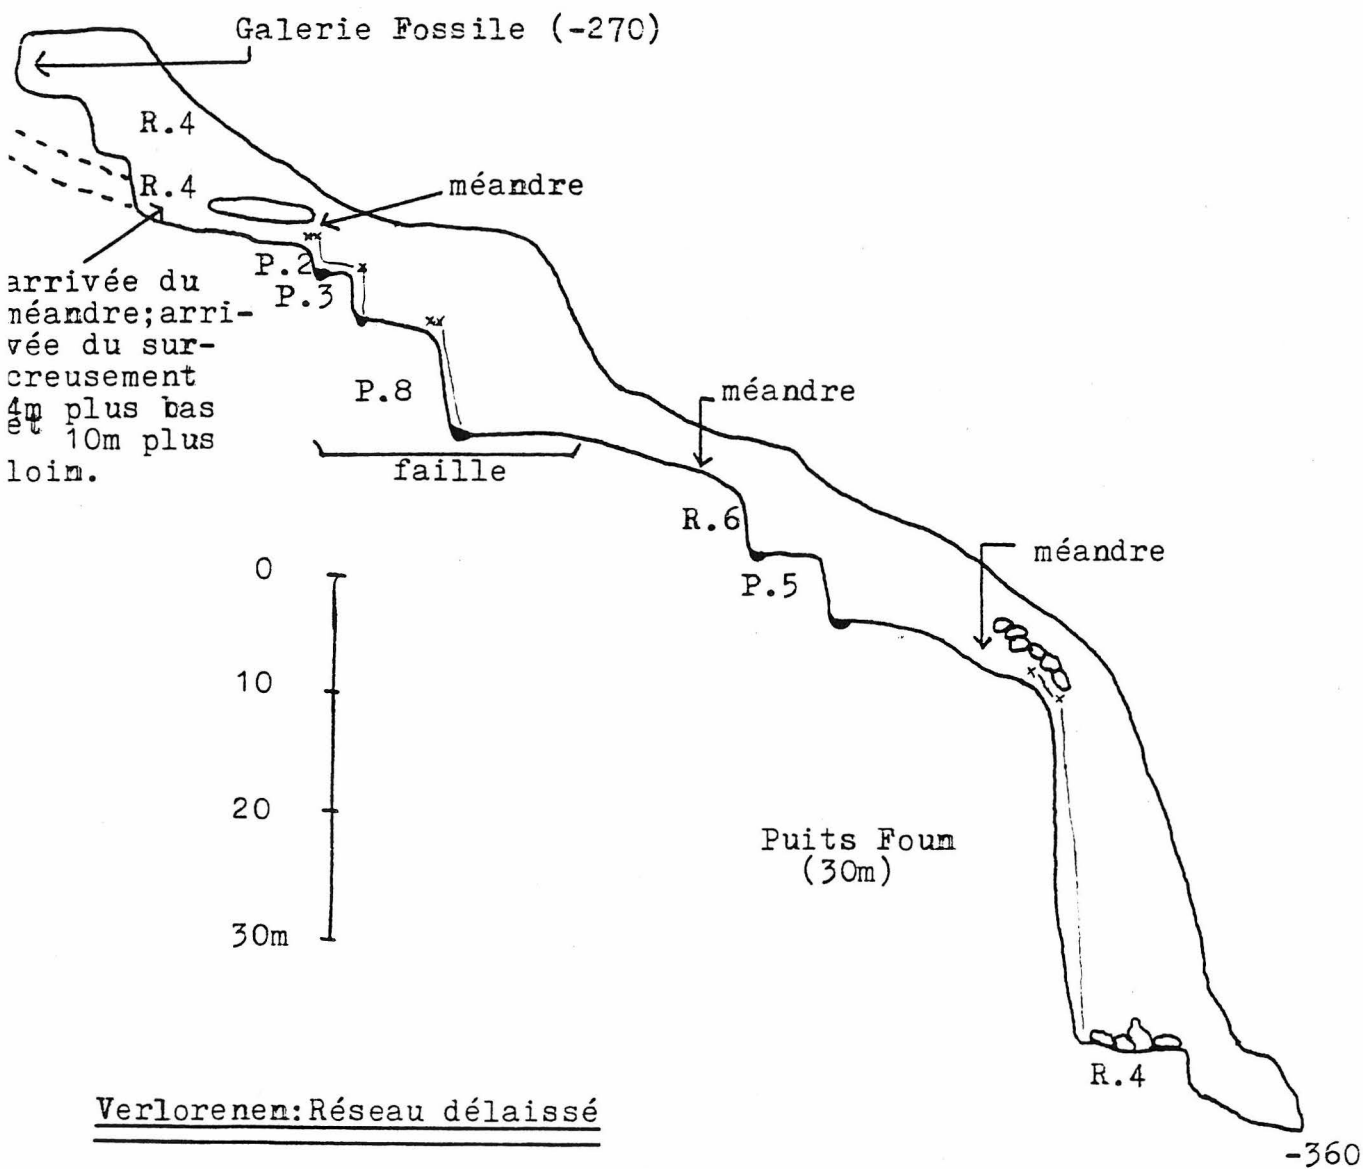 Galerie Fossile (-270)
R.4
R.4
méandre
arrivée du
méandre;arri-
vée du sur-
creusement
4m plus bas
et 10m plus
loin.
P.2
P.3
P.8
faille
méandre
R.6
P.5
méandre
0
10
20
30m
Puits Foum
(30m)
R.4
Verlorenen:Réseau délaissé
-360